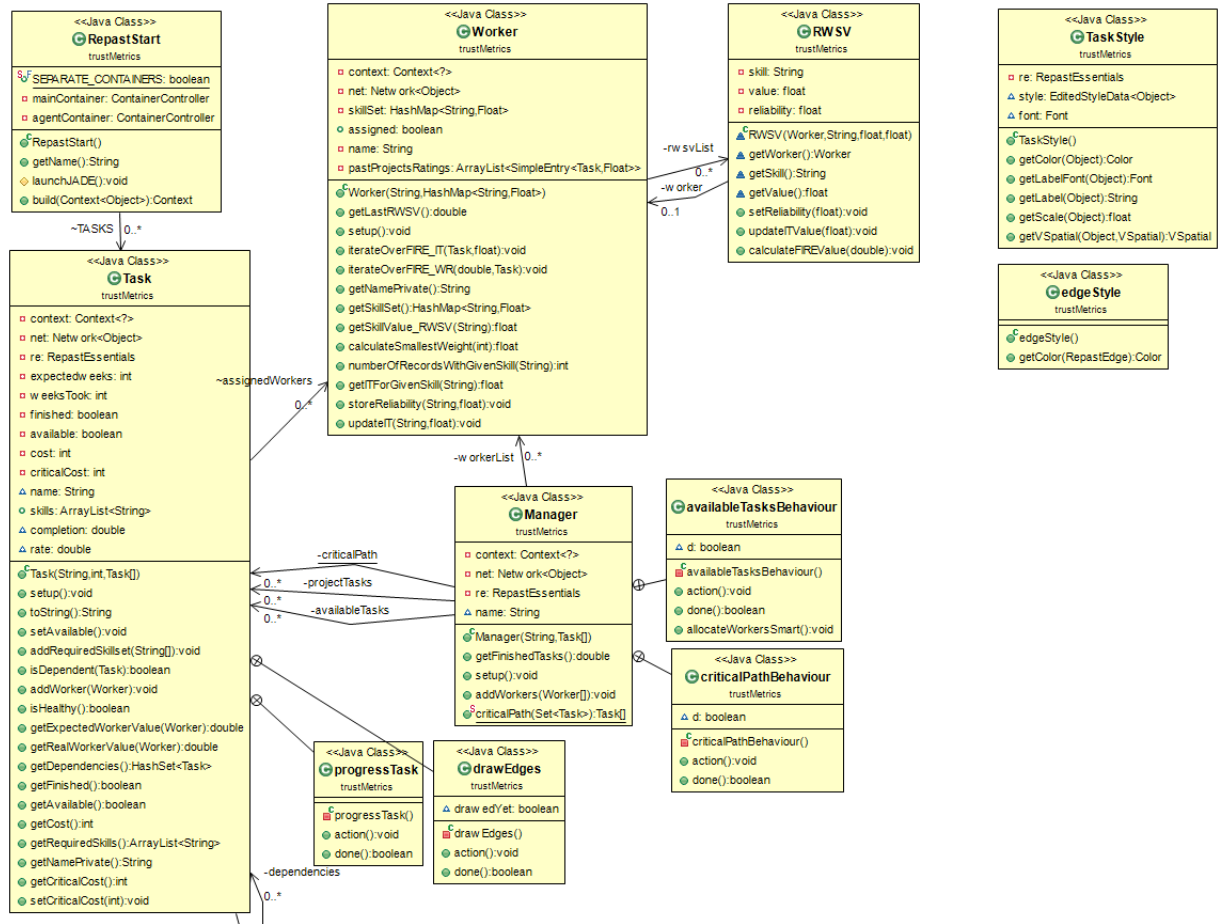 <<Java Class>>
RepastStart
trustMetrics
SEPARATE_CONTAINERS: boolean
mainContainer: ContainerController
agentContainer: ContainerController
RepastStart()
getName():String
launchJADE():void
build(Context<Object>):Context
~TASKS
0..*
<<Java Class>>
Task
trustMetrics
context: Context<?>
net: Network<Object>
re: RepastEssentials
expectedweeks: int
weeksTook: int
finished: boolean
available: boolean
cost: int
criticalCost: int
name: String
skills: ArrayList<String>
completion: double
rate: double
Task(String,int,Task[])
setup():void
toString():String
setAvailable():void
addRequiredSkillset(String[]):void
isDependent(Task):boolean
addWorker(Worker):void
isHealthy():boolean
getExpectedWorkerValue(Worker):double
getRealWorkerValue(Worker):double
getDependencies():HashSet<Task>
getFinished():boolean
getAvailable():boolean
getCost():int
getRequiredSkills():ArrayList<String>
getNamePrivate():String
getCriticalCost():int
setCriticalCost(int):void
-dependencies
0..*
~assignedWorkers
0..*
<<Java Class>>
Worker
trustMetrics
context: Context<?>
net: Network<Object>
skillSet: HashMap<String,Float>
assigned: boolean
name: String
pastProjectsRatings: ArrayList<SimpleEntry<Task,Float>>
Worker(String,HashMap<String,Float>)
getLastRWSV():double
setup():void
iterateOverFIRE_IT(Task,float):void
iterateOverFIRE_WR(double,Task):void
getNamePrivate():String
getSkillSet():HashMap<String,Float>
getSkillValue_RWSV(String):float
calculateSmallestWeight(int):float
numberOfRecordsWithGivenSkill(String):int
getITForGivenSkill(String):float
storeReliability(String,float):void
updateIT(String,float):void
-rwsvList
0..*
-worker
0..1
<<Java Class>>
RWSV
trustMetrics
skill: String
value: float
reliability: float
RWSV(Worker,String,float,float)
getWorker():Worker
getSkill():String
getValue():float
setReliability(float):void
updateITValue(float):void
calculateFIREValue(double):void
<<Java Class>>
TaskStyle
trustMetrics
re: RepastEssentials
style: EditedStyleData<Object>
font: Font
TaskStyle()
getColor(Object):Color
getLabelFont(Object):Font
getLabel(Object):String
getScale(Object):float
getVSpatial(Object,VSpatial):VSpatial
<<Java Class>>
edgeStyle
trustMetrics
edgeStyle()
getColor(RepastEdge):Color
-workerList
0..*
<<Java Class>>
Manager
trustMetrics
context: Context<?>
net: Network<Object>
re: RepastEssentials
name: String
Manager(String,Task[])
getFinishedTasks():double
setup():void
addWorkers(Worker[]):void
criticalPath(Set<Task>):Task[]
-criticalPath
0..*
-projectTasks
0..*
-availableTasks
0..*
<<Java Class>>
availableTasksBehaviour
trustMetrics
d: boolean
availableTasksBehaviour()
action():void
done():boolean
allocateWorkersSmart():void
<<Java Class>>
criticalPathBehaviour
trustMetrics
d: boolean
criticalPathBehaviour()
action():void
done():boolean
<<Java Class>>
progressTask
trustMetrics
progressTask()
action():void
done():boolean
<<Java Class>>
drawEdges
trustMetrics
drawedYet: boolean
drawEdges()
action():void
done():boolean